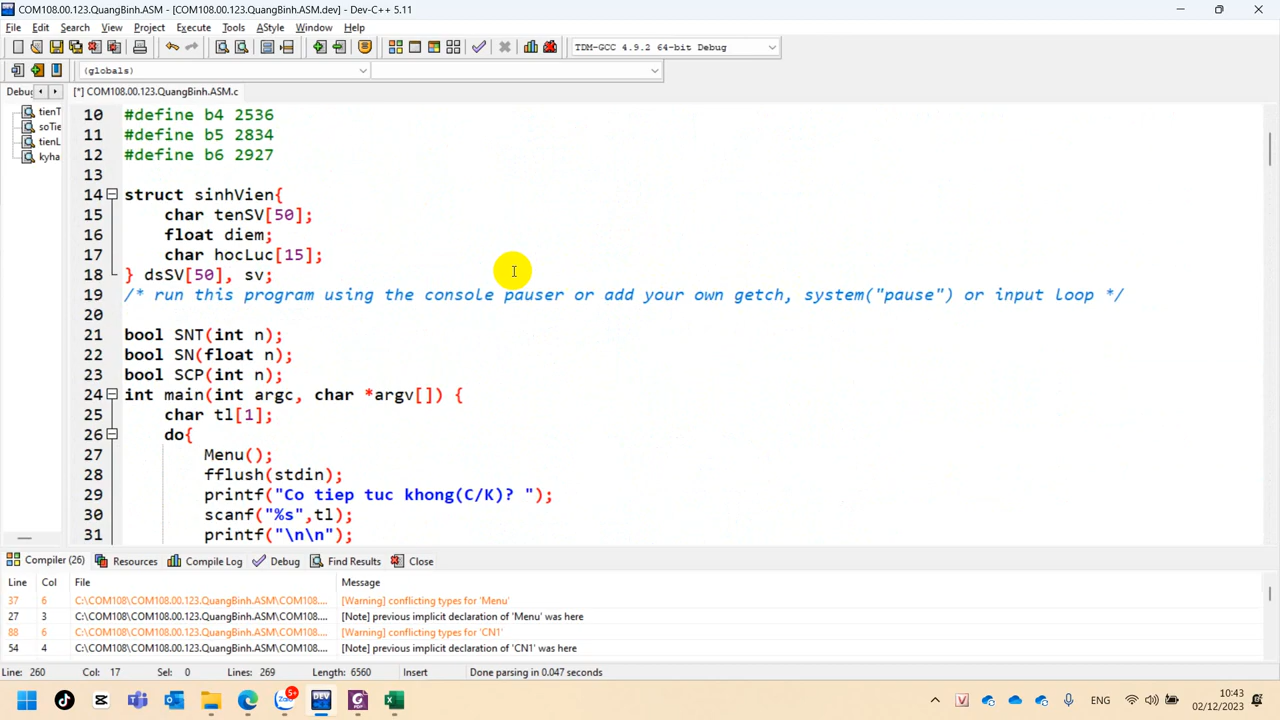 COM108.00.123.QuangBinh.ASM - [COM108.00.123.QuangBinh.ASM.dev] - Dev-C++ 5.11
File Edit Search View Project Execute Tools AStyle Window Help
TDM-GCC 4.9.2 64-bit Debug
(globals)
Debug [*] COM108.00.123.QuangBinh.ASM.c
tienT
soTie
tienL
kyha
10 #define b4 2536
11 #define b5 2834
12 #define b6 2927
13
14 struct sinhVien{
15 char tenSV[50];
16 float diem;
17 char hocLuc[15];
18 } dsSV[50], sv;
19 /* run this program using the console pauser or add your own getch, system("pause") or input loop */
20
21 bool SNT(int n);
22 bool SN(float n);
23 bool SCP(int n);
24 int main(int argc, char *argv[]) {
25 char tl[1];
26 do{
27 Menu();
28 fflush(stdin);
29 printf("Co tiep tuc khong(C/K)? ");
30 scanf("%s",tl);
31 printf("\n\n");
Compiler (26) Resources Compiler Log Debug Find Results Close
Line Col File Message
37 6 C:\COM108\COM108.00.123.QuangBinh.ASM\COM108.... [Warning] conflicting types for 'Menu'
27 3 C:\COM108\COM108.00.123.QuangBinh.ASM\COM108.... [Note] previous implicit declaration of 'Menu' was here
88 6 C:\COM108\COM108.00.123.QuangBinh.ASM\COM108.... [Warning] conflicting types for 'CN1'
54 4 C:\COM108\COM108.00.123.QuangBinh.ASM\COM108.... [Note] previous implicit declaration of 'CN1' was here
Line: 260 Col: 17 Sel: 0 Lines: 269 Length: 6560 Insert Done parsing in 0.047 seconds
5+
Zalo
DEV
PDF
V
ENG
10:43
02/12/2023